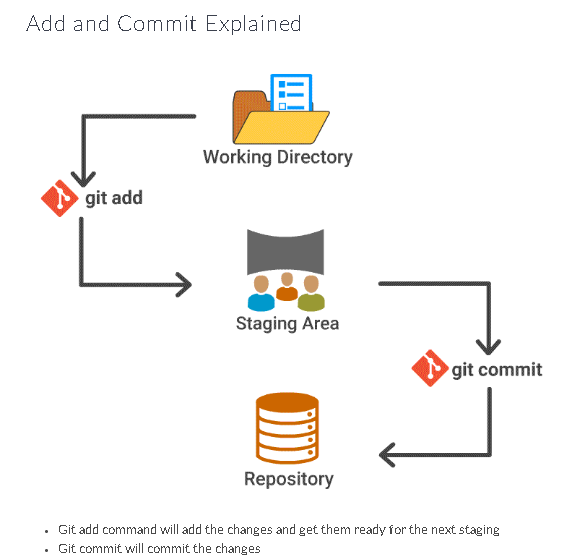 Add and Commit Explained
Working Directory
git add
Staging Area
git commit
Repository
Git add command will add the changes and get them ready for the next staging
Git commit will commit the changes